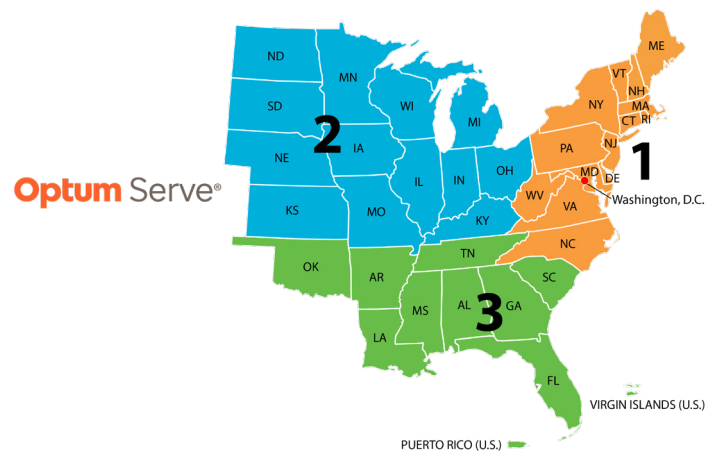 ME
ND
MN
VT
NH
SD
WI
NY
MA
MI
CT RI
2
IA
PA
NJ
1
NE
OH
MD
DE
IL
IN
WV
Washington, D.C.
Optum Serve®
KS
MO
KY
VA
NC
TN
OK
AR
SC
MS
AL
3
GA
LA
FL
VIRGIN ISLANDS (U.S.)
PUERTO RICO (U.S.)